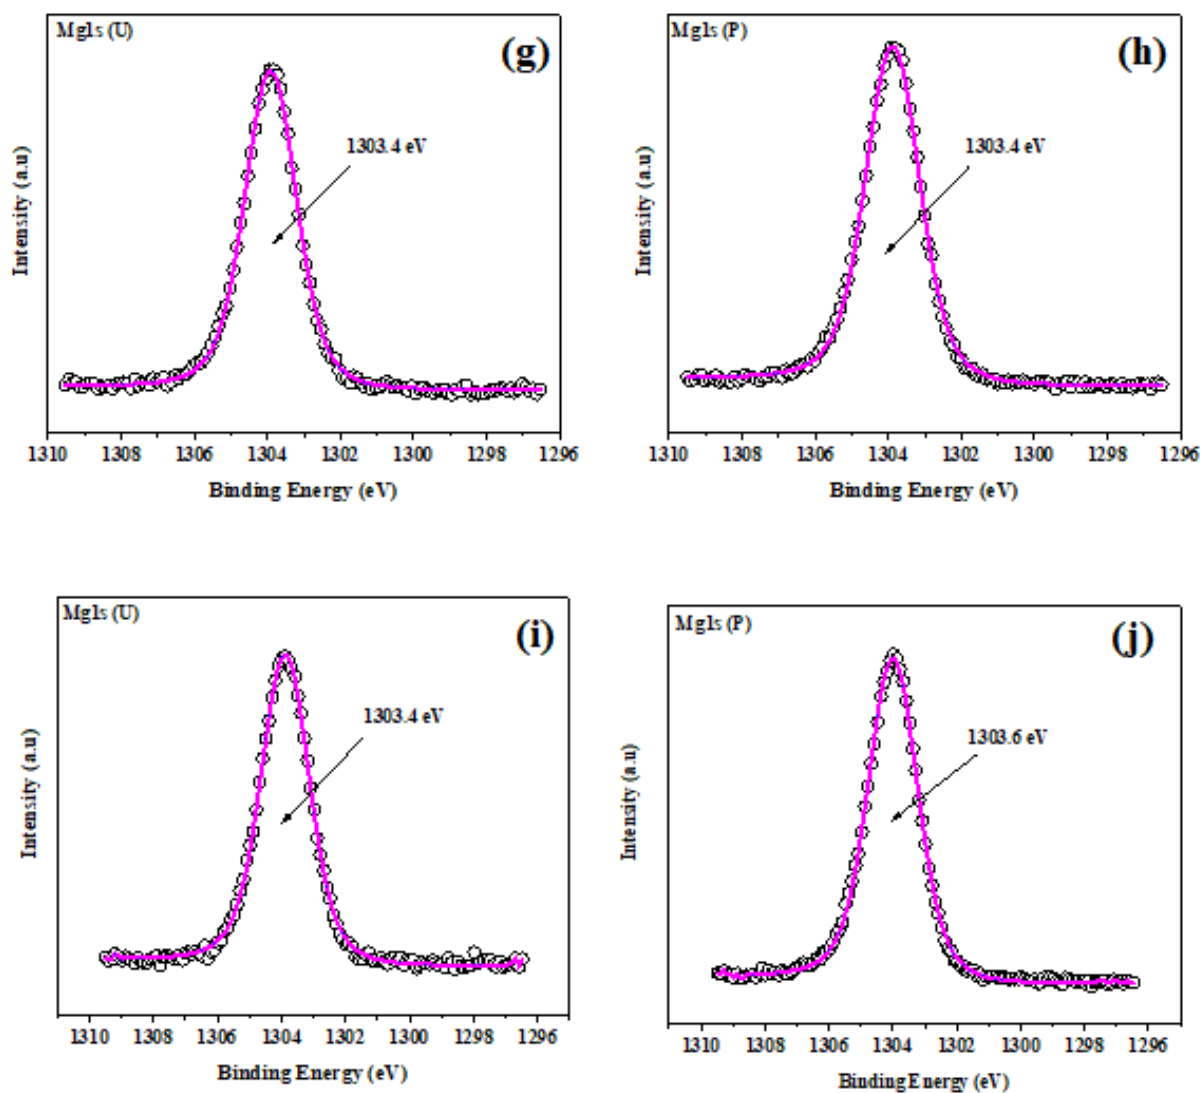 Mg1s (U)
(g)
1303.4 eV
Intensity (a.u)
1310 1308 1306 1304 1302 1300 1298 1296
Binding Energy (eV)
Mg1s (P)
(h)
1303.4 eV
Intensity (a.u)
1310 1308 1306 1304 1302 1300 1298 1296
Binding Energy (eV)
Mg1s (U)
(i)
1303.4 eV
Intensity (a.u)
1310 1308 1306 1304 1302 1300 1298 1296
Binding Energy (eV)
Mg1s (P)
(j)
1303.6 eV
Intensity (a.u)
1310 1308 1306 1304 1302 1300 1298 1296
Binding Energy (eV)